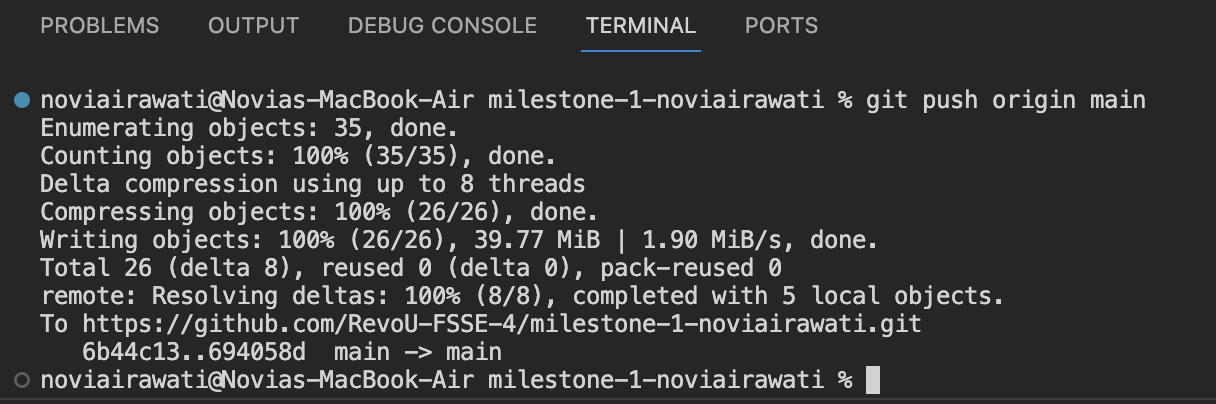 PROBLEMS OUTPUT DEBUG CONSOLE TERMINAL PORTS
noviairawati@Novias-MacBook-Air milestone-1-noviairawati % git push origin main
Enumerating objects: 35, done.
Counting objects: 100% (35/35), done.
Delta compression using up to 8 threads
Compressing objects: 100% (26/26), done.
Writing objects: 100% (26/26), 39.77 MiB | 1.90 MiB/s, done.
Total 26 (delta 8), reused 0 (delta 0), pack-reused 0
remote: Resolving deltas: 100% (8/8), completed with 5 local objects.
To https://github.com/RevoU-FSSE-4/milestone-1-noviairawati.git
6b44c13..694058d main -> main
noviairawati@Novias-MacBook-Air milestone-1-noviairawati %